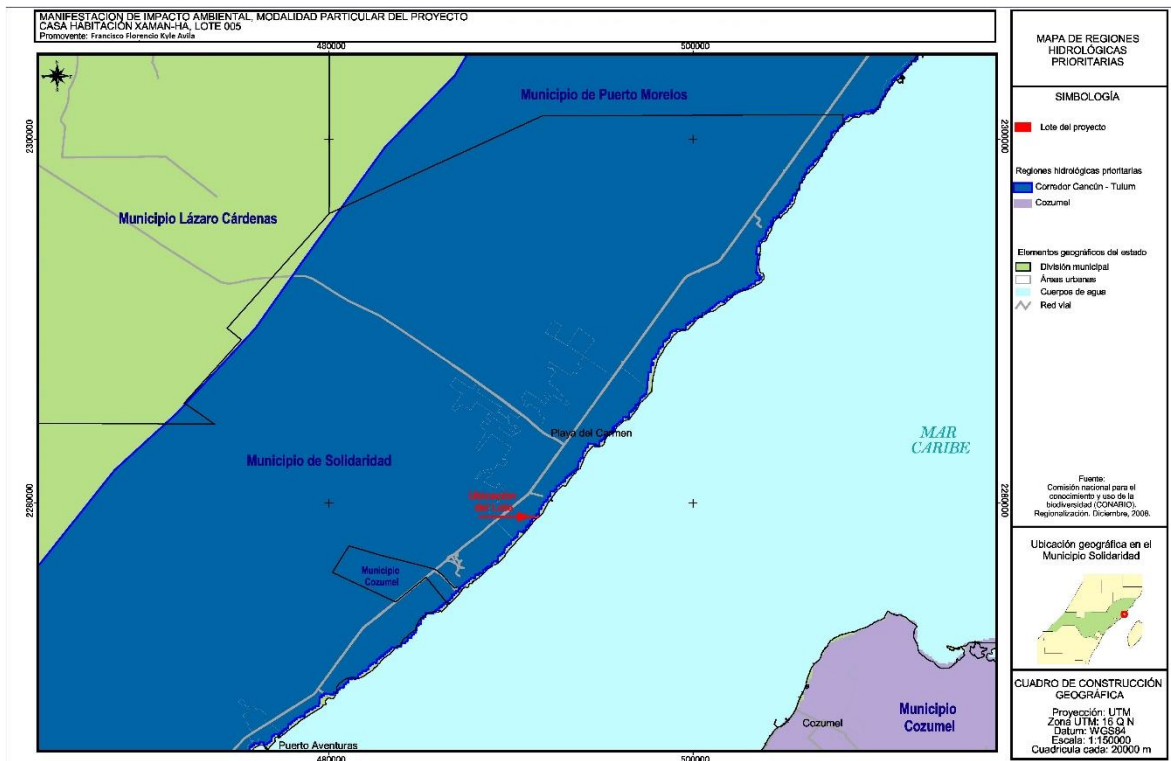 MANIFESTACION DE IMPACTO AMBIENTAL, MODALIDAD PARTICULAR DEL PROYECTO
CASA HABITACIÓN XAMAN-HA, LOTE 005
Promovente: Francisco Florencio Kyle Avila
480000
500000
2300000
2300000
Municipio de Puerto Morelos
Municipio Lázaro Cárdenas
Playa del Carmen
MAR
CARIBE
Municipio de Solidaridad
2280000
2280000
Ubicación
del Lote
Municipio
Cozumel
Municipio
Cozumel
Cozumel
Puerto Aventuras
480000
500000
MAPA DE REGIONES
HIDROLÓGICAS
PRIORITARIAS
SIMBOLOGÍA
Lote del proyecto
Regiones hidrológicas prioritarias
Corredor Cancún - Tulum
Cozumel
Elementos geográficos del estado
División municipal
Áreas urbanas
Cuerpos de agua
Red vial
Fuente:
Comisión nacional para el
conocimiento y uso de la
biodiversidad (CONABIO).
Regionalización. Diciembre, 2008.
Ubicación geográfica en el
Municipio Solidaridad
CUADRO DE CONSTRUCCIÓN
GEOGRÁFICA
Proyección: UTM
Zona UTM: 16 Q N
Datum: WGS84
Escala: 1:150000
Cuadricula cada: 20000 m